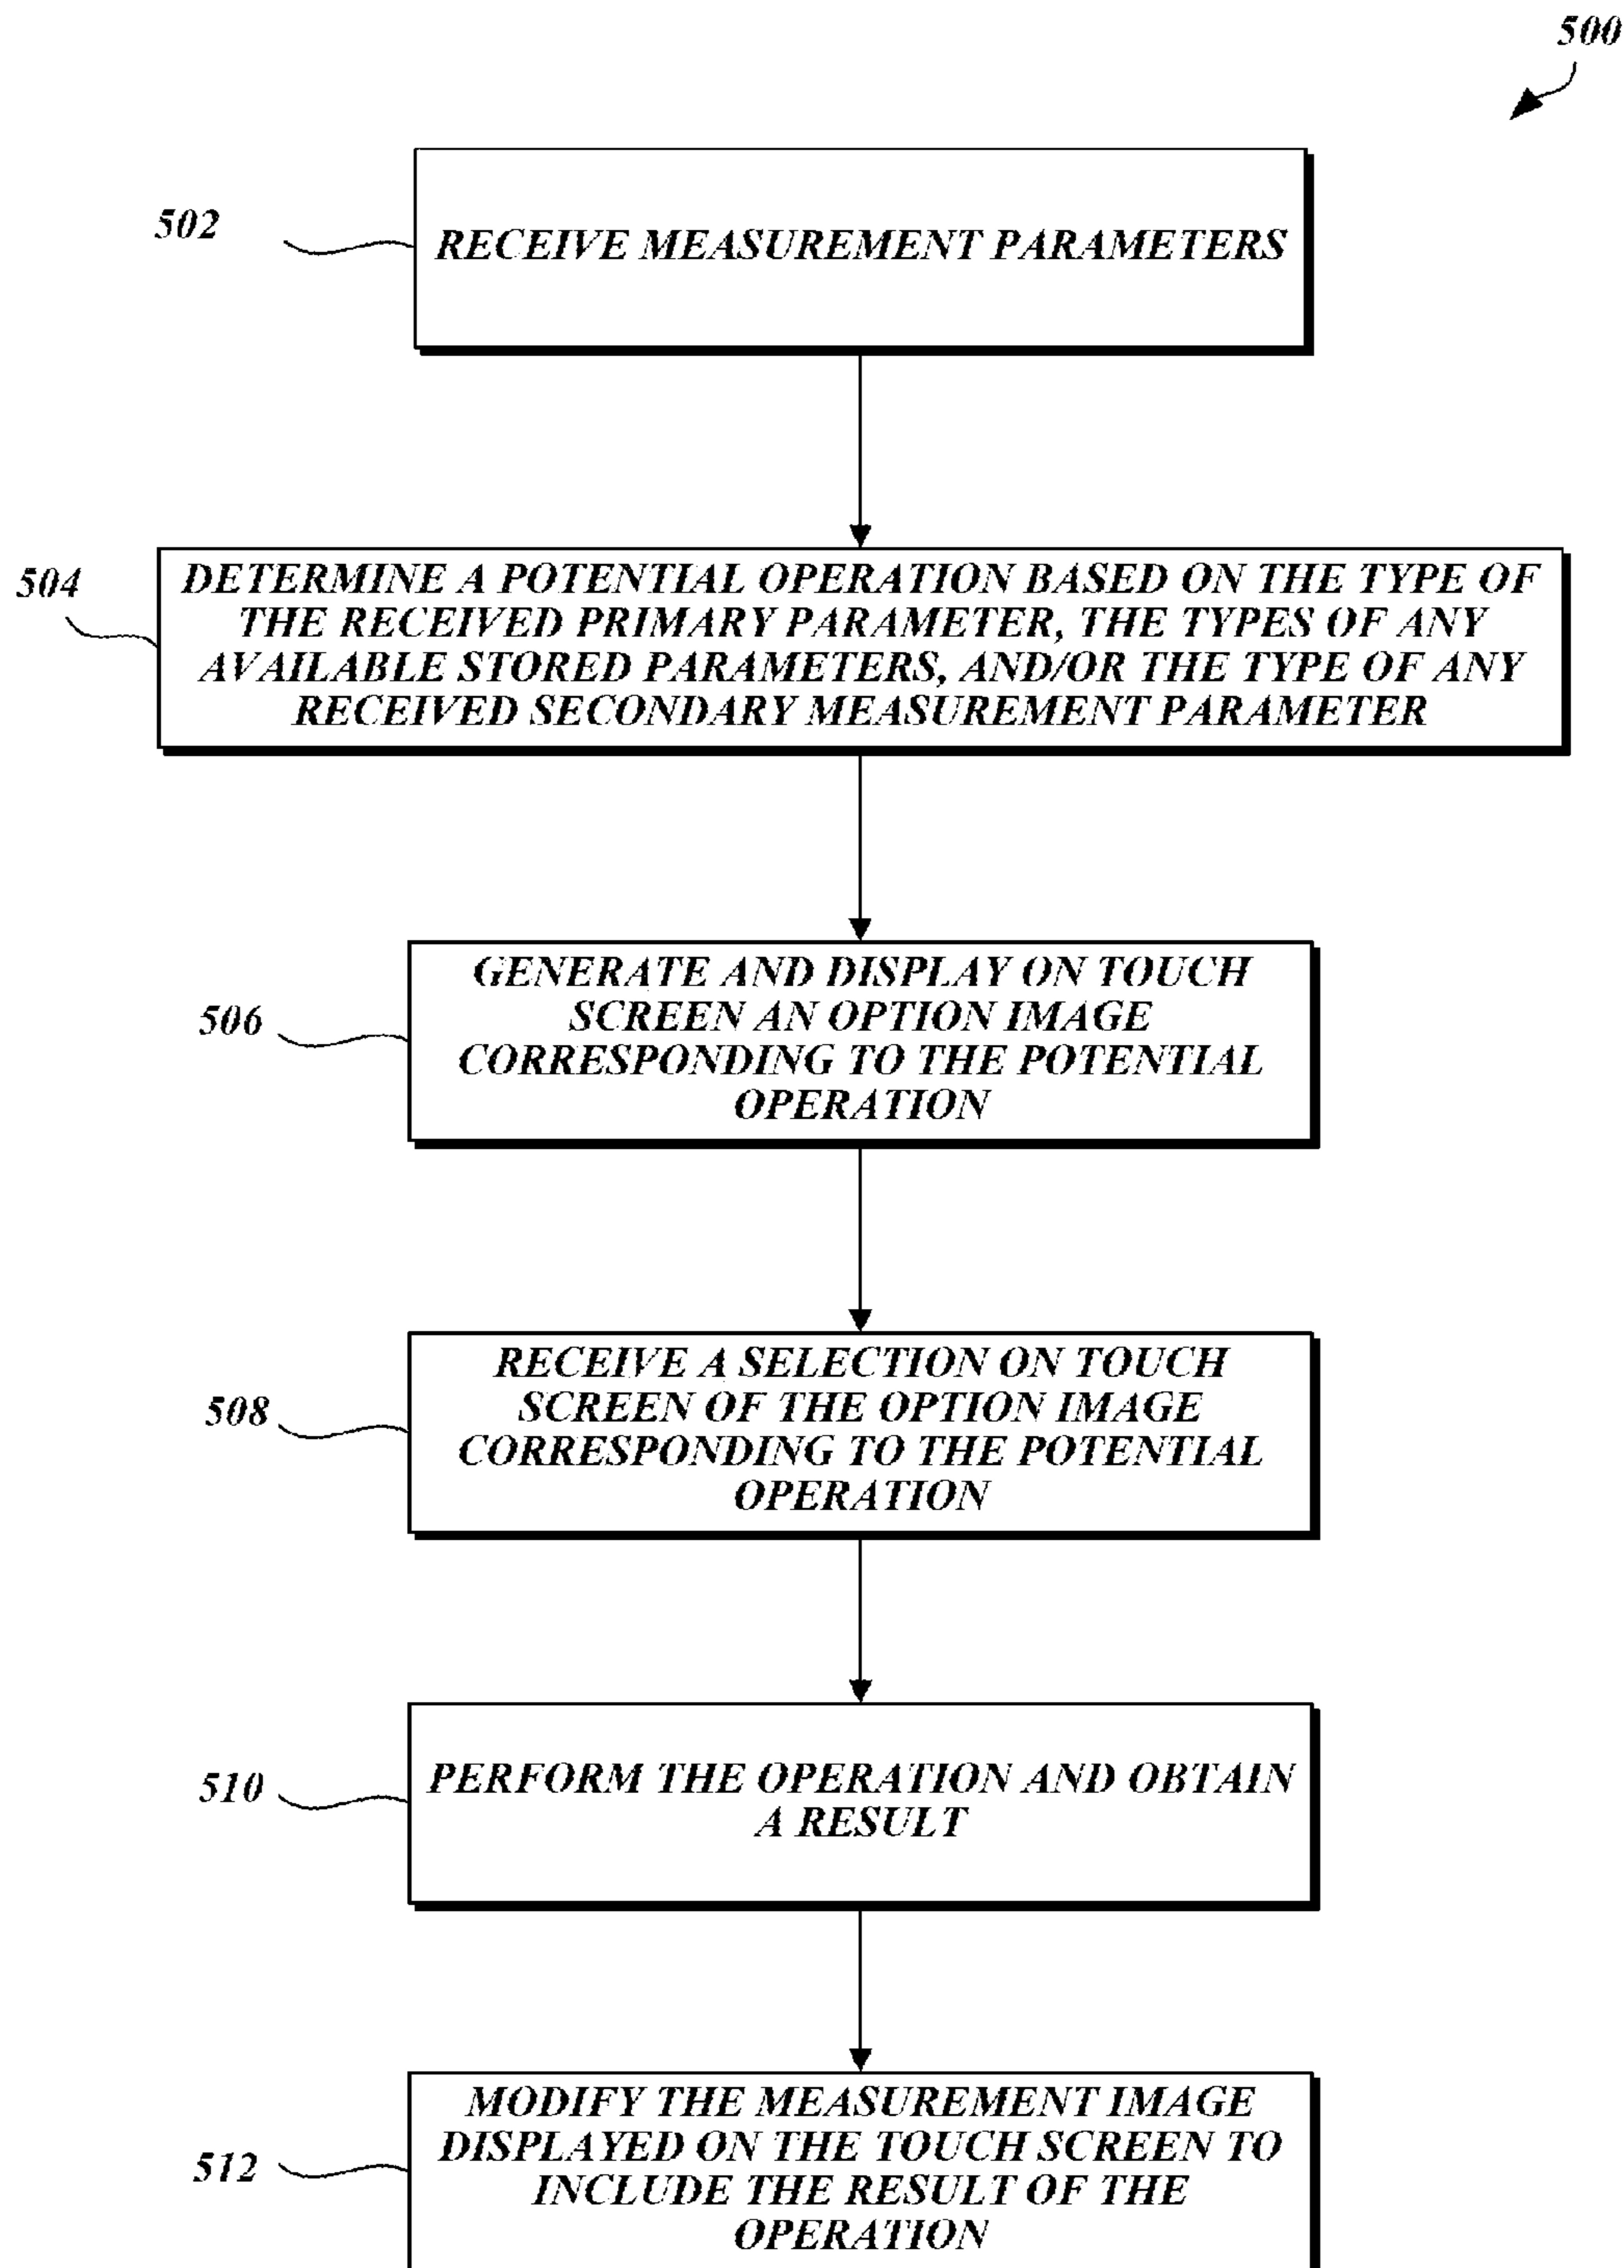 500
502
RECEIVE MEASUREMENT PARAMETERS
504
DETERMINE A POTENTIAL OPERATION BASED ON THE TYPE OF
THE RECEIVED PRIMARY PARAMETER, THE TYPES OF ANY
AVAILABLE STORED PARAMETERS, AND/OR THE TYPE OF ANY
RECEIVED SECONDARY MEASUREMENT PARAMETER
506
GENERATE AND DISPLAY ON TOUCH
SCREEN AN OPTION IMAGE
CORRESPONDING TO THE POTENTIAL
OPERATION
508
RECEIVE A SELECTION ON TOUCH
SCREEN OF THE OPTION IMAGE
CORRESPONDING TO THE POTENTIAL
OPERATION
510
PERFORM THE OPERATION AND OBTAIN
A RESULT
512
MODIFY THE MEASUREMENT IMAGE
DISPLAYED ON THE TOUCH SCREEN TO
INCLUDE THE RESULT OF THE
OPERATION